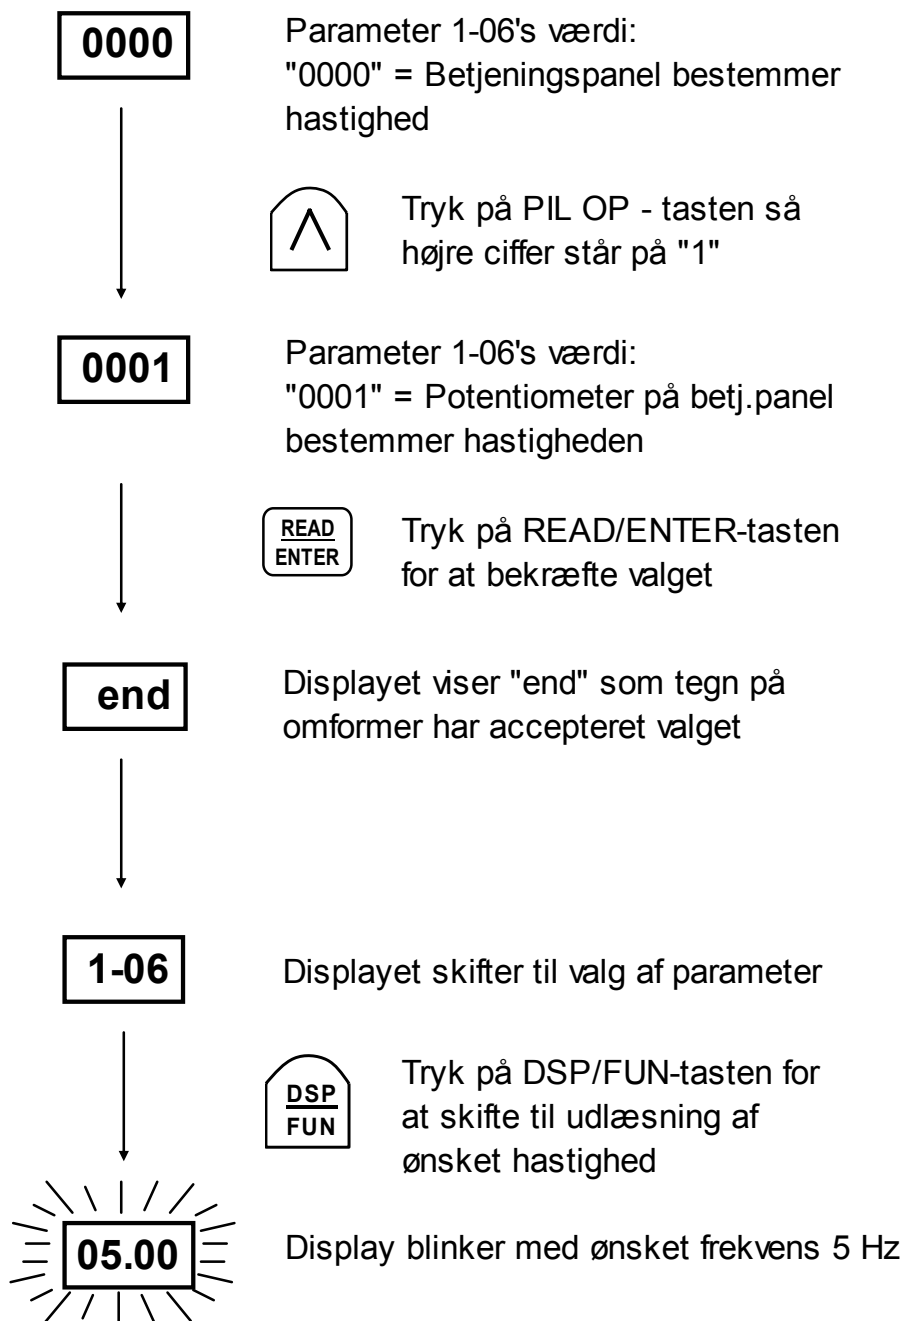 0000
Parameter 1-06's værdi:
"0000" = Betjeningspanel bestemmer
hastighed
Tryk på PIL OP - tasten så
højre ciffer står på "1"
0001
Parameter 1-06's værdi:
"0001" = Potentiometer på betj.panel
bestemmer hastigheden
READ
ENTER
Tryk på READ/ENTER-tasten
for at bekræfte valget
end
Displayet viser "end" som tegn på
omformer har accepteret valget
1-06
Displayet skifter til valg af parameter
DSP
FUN
Tryk på DSP/FUN-tasten for
at skifte til udlæsning af
ønsket hastighed
05.00
Display blinker med ønsket frekvens 5 Hz